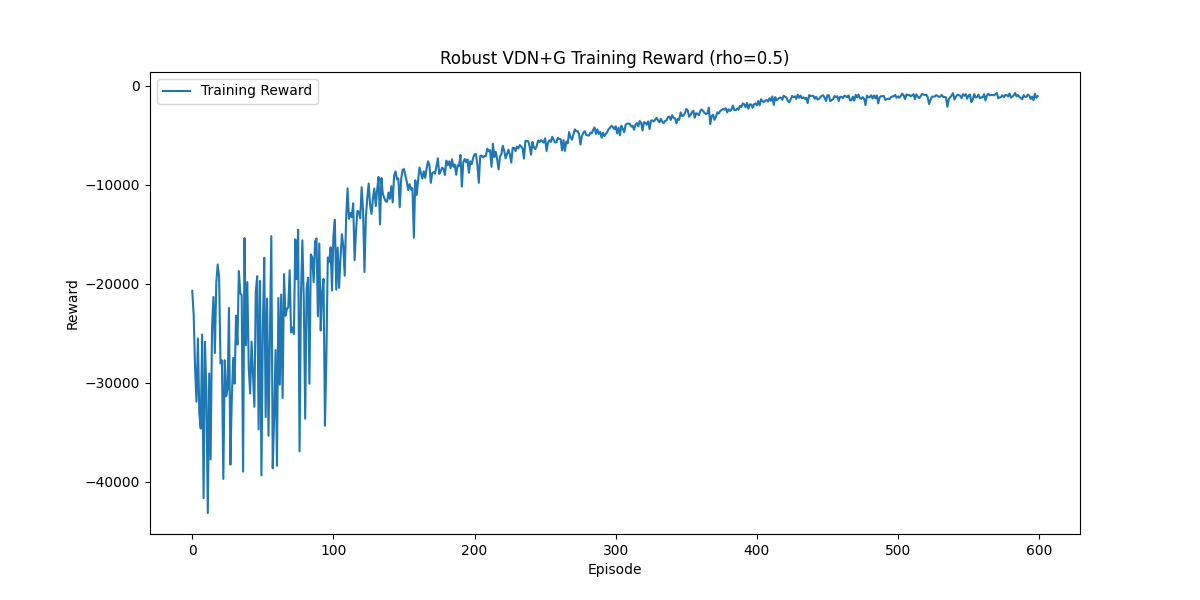 Robust VDN+G Training Reward (rho=0.5)
Training Reward
0
−10000
−20000
−30000
−40000
Reward
0 100 200 300 400 500 600
Episode